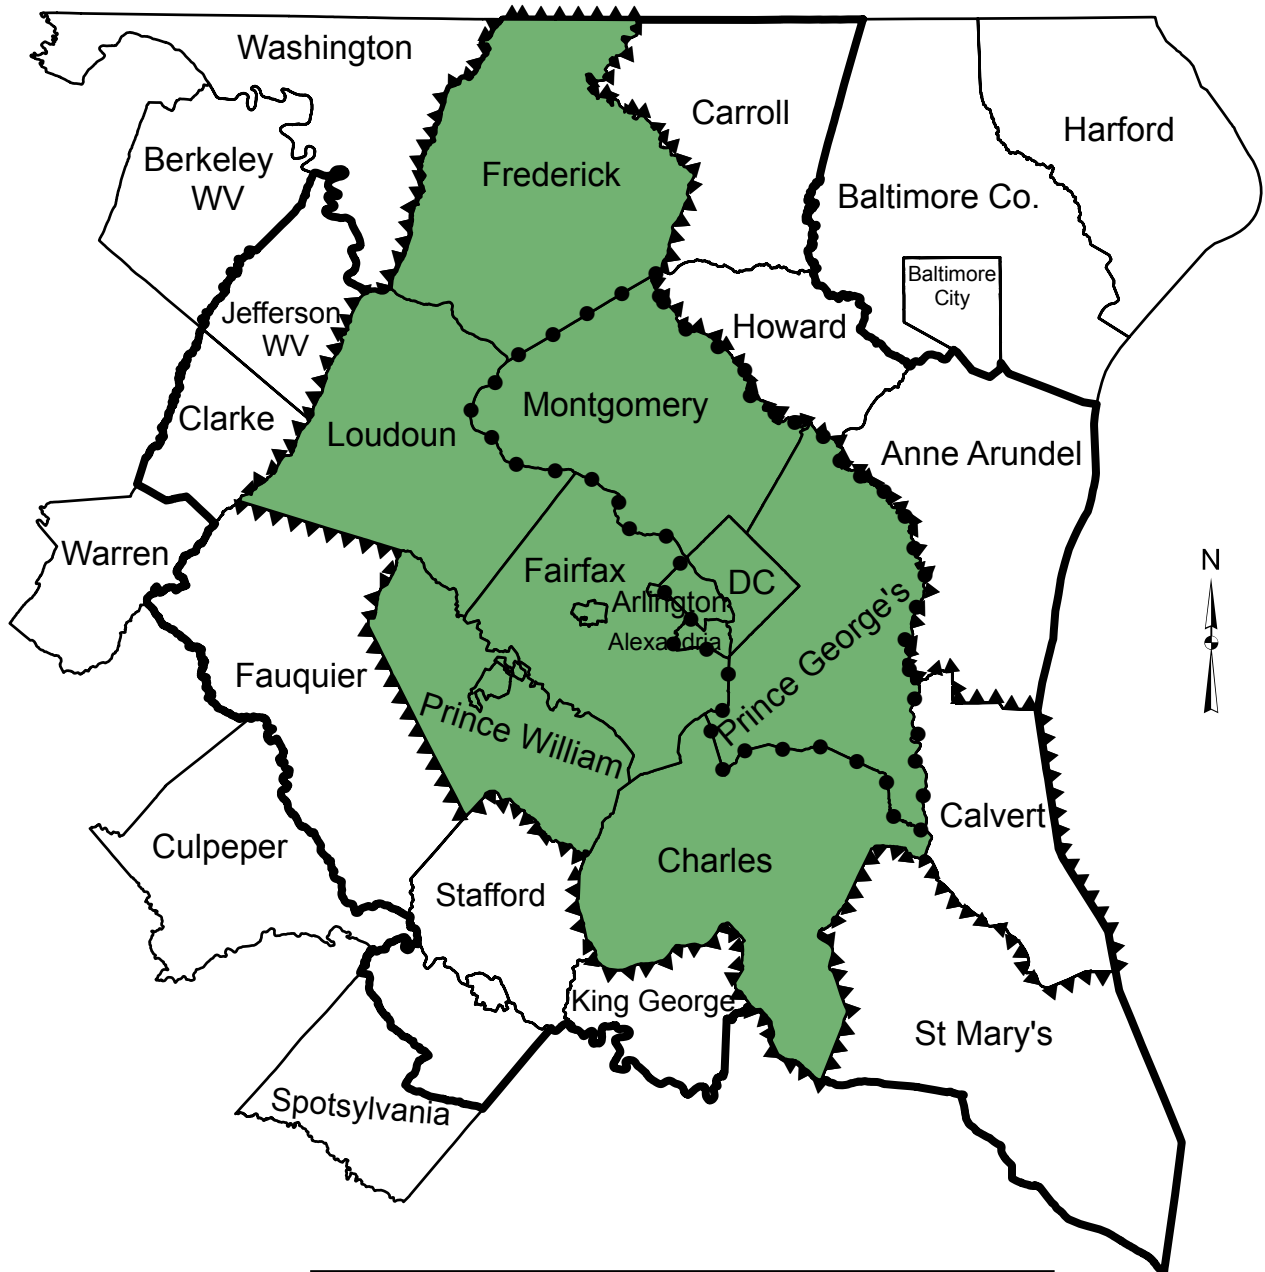 Washington
Carroll
Harford
Berkeley
WV
Frederick
Baltimore Co.
Baltimore
City
Jefferson
WV
Howard
Montgomery
Clarke
Loudoun
Anne Arundel
Warren
N
Fairfax
DC
Arlington
Alexandria
Prince George's
Fauquier
Prince William
Calvert
Culpeper
Charles
Stafford
King George
St Mary's
Spotsylvania